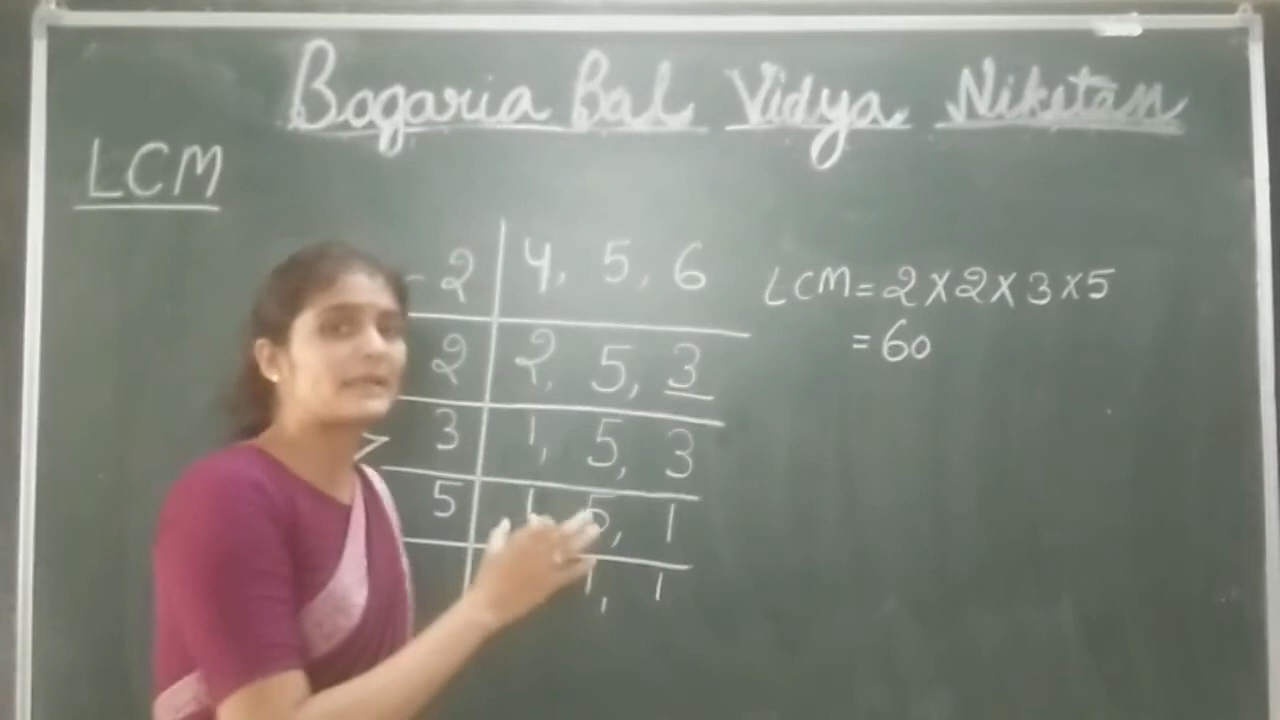 Bagaria Bal Vidya Niketan
LCM
2 | 4, 5, 6
2 | 2, 5, 3
3 | 1, 5, 3
5 | 1, 5, 1
1, 1
LCM = 2 × 2 × 3 × 5
= 60